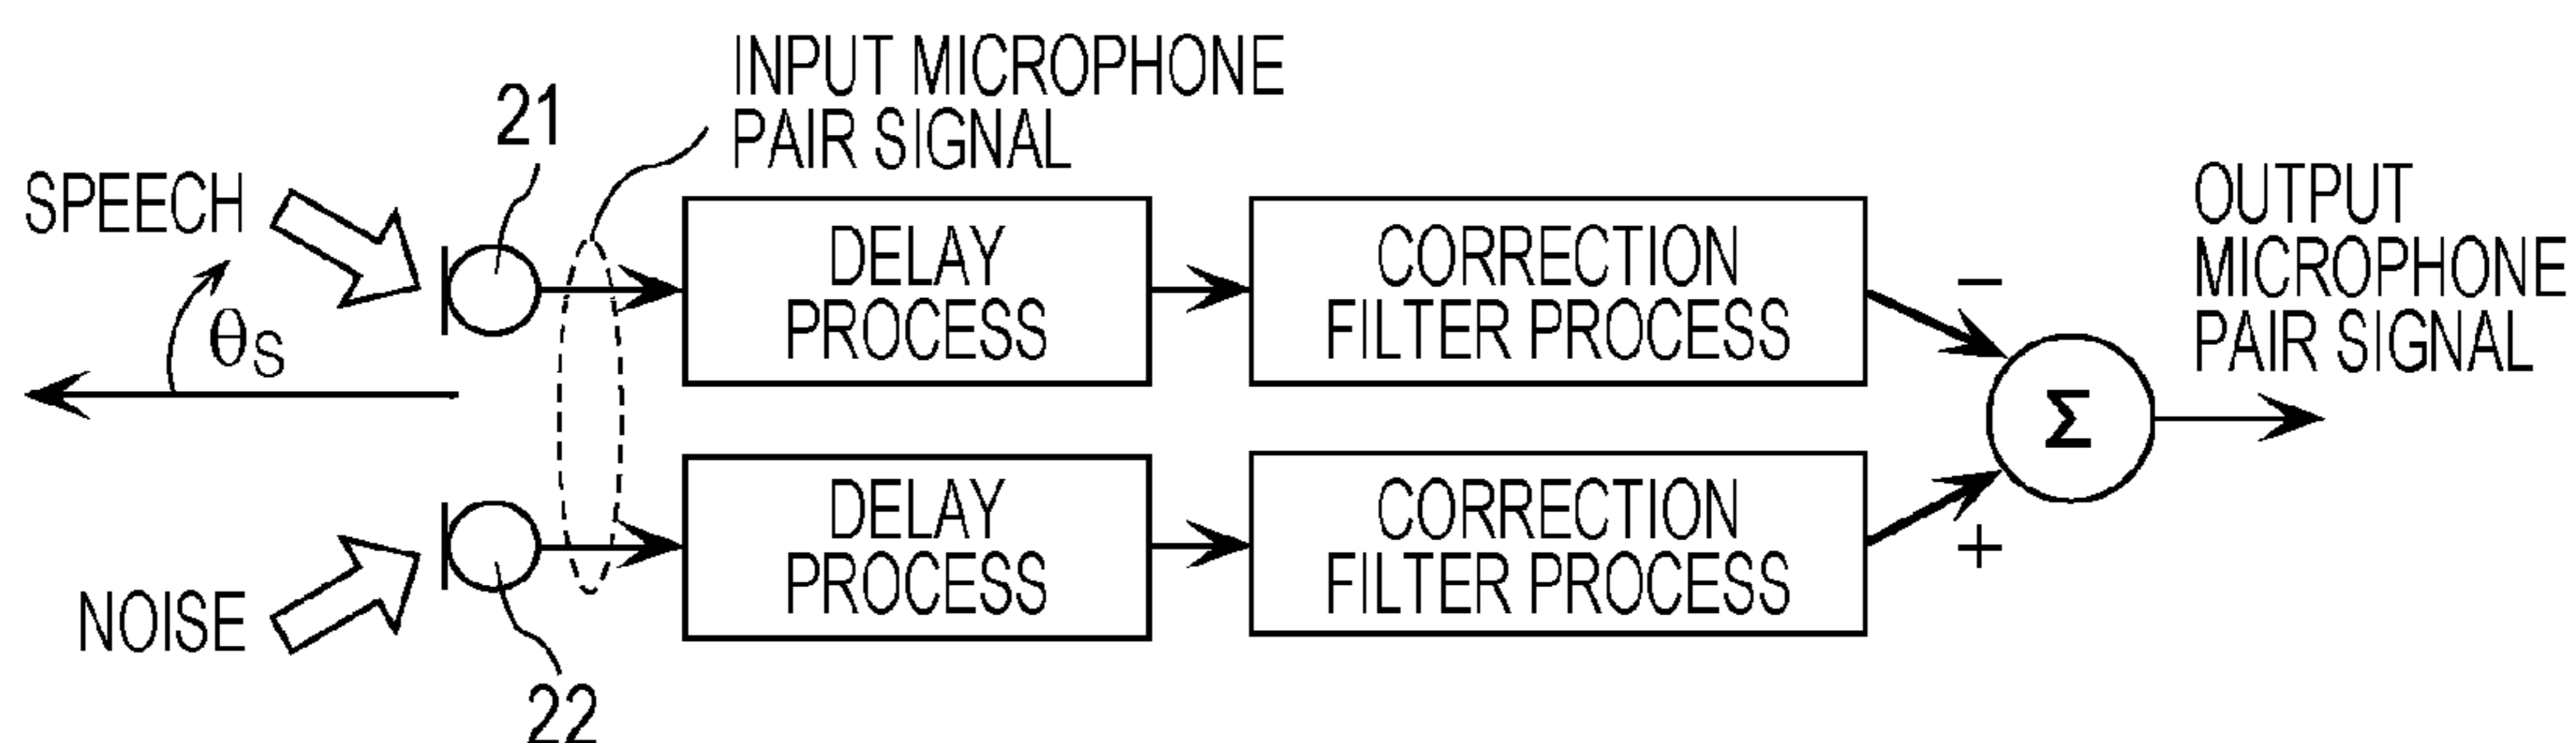 INPUT MICROPHONE
PAIR SIGNAL
21
SPEECH
θS
NOISE
22
DELAY
PROCESS
CORRECTION
FILTER PROCESS
−
DELAY
PROCESS
CORRECTION
FILTER PROCESS
+
Σ
OUTPUT
MICROPHONE
PAIR SIGNAL